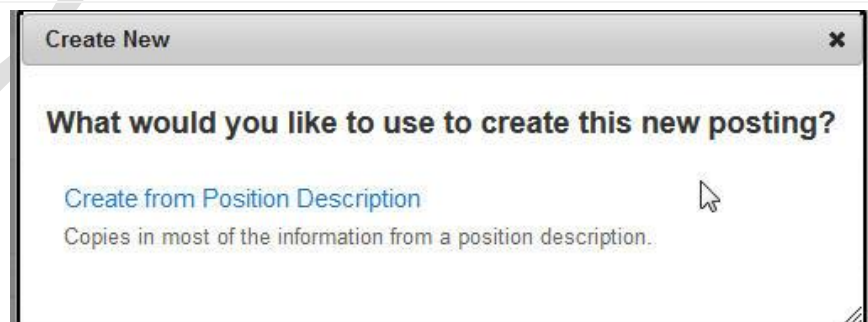 Create New
What would you like to use to create this new posting?
Create from Position Description
Copies in most of the information from a position description.